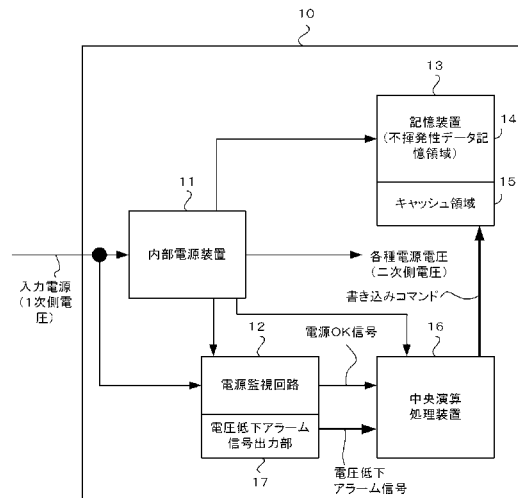 10
13
記憶装置
(不揮発性データ記
憶領域)
14
15
キャッシュ領域
11
内部電源装置
入力電源
(1次側電
圧)
各種電源電圧
(二次側電圧)
書き込みコマンド
12
電源OK信号
16
電源監視回路
中央演算
処理装置
電圧低下アラーム
信号出力部
17
電圧低下
アラーム信号